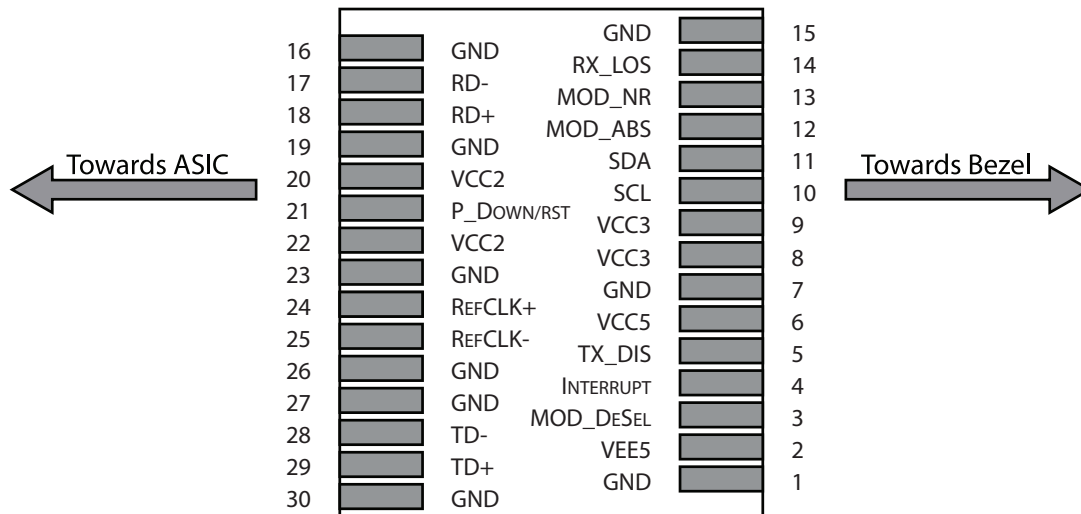 GND 15
16 GND
RX_LOS 14
17 RD-
MOD_NR 13
18 RD+
MOD_ABS 12
19 GND
Towards ASIC
SDA 11
Towards Bezel
20 VCC2
SCL 10
21 P_DOWN/RST
VCC3 9
22 VCC2
VCC3 8
23 GND
GND 7
24 REFCLK+
VCC5 6
25 REFCLK-
TX_DIS 5
26 GND
INTERRUPT 4
27 GND
MOD_DESEL 3
28 TD-
VEE5 2
29 TD+
GND 1
30 GND